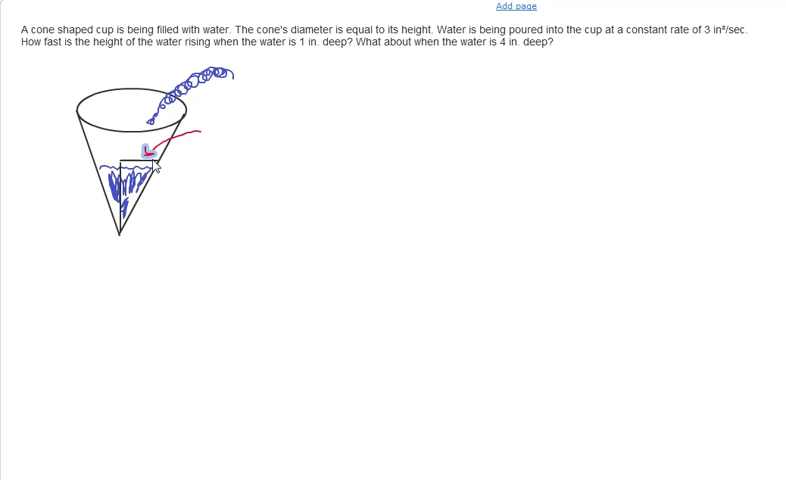 Add page
A cone shaped cup is being filled with water. The cone's diameter is equal to its height. Water is being poured into the cup at a constant rate of 3 in³/sec.
How fast is the height of the water rising when the water is 1 in. deep? What about when the water is 4 in. deep?